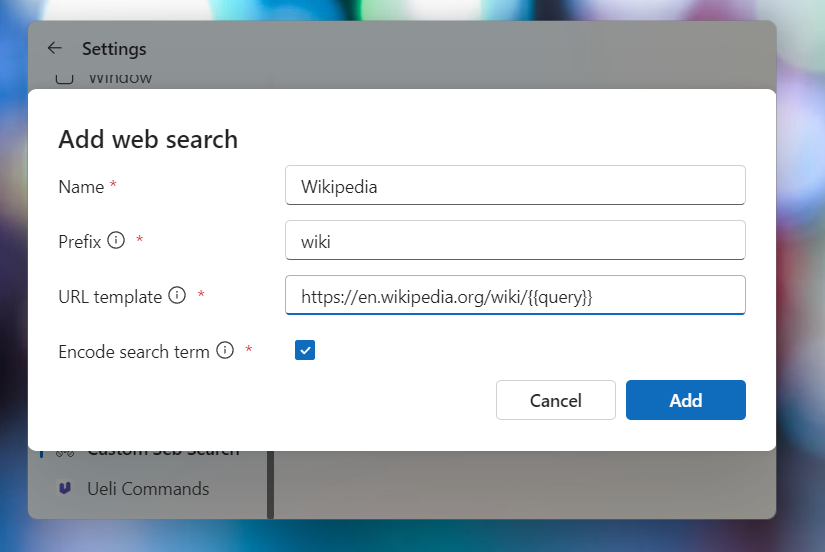 Settings
Window
Add web search
Name *
Wikipedia
Prefix *
wiki
URL template *
https://en.wikipedia.org/wiki/{{query}}
Encode search term *
Cancel
Add
Custom Seb Search
Ueli Commands